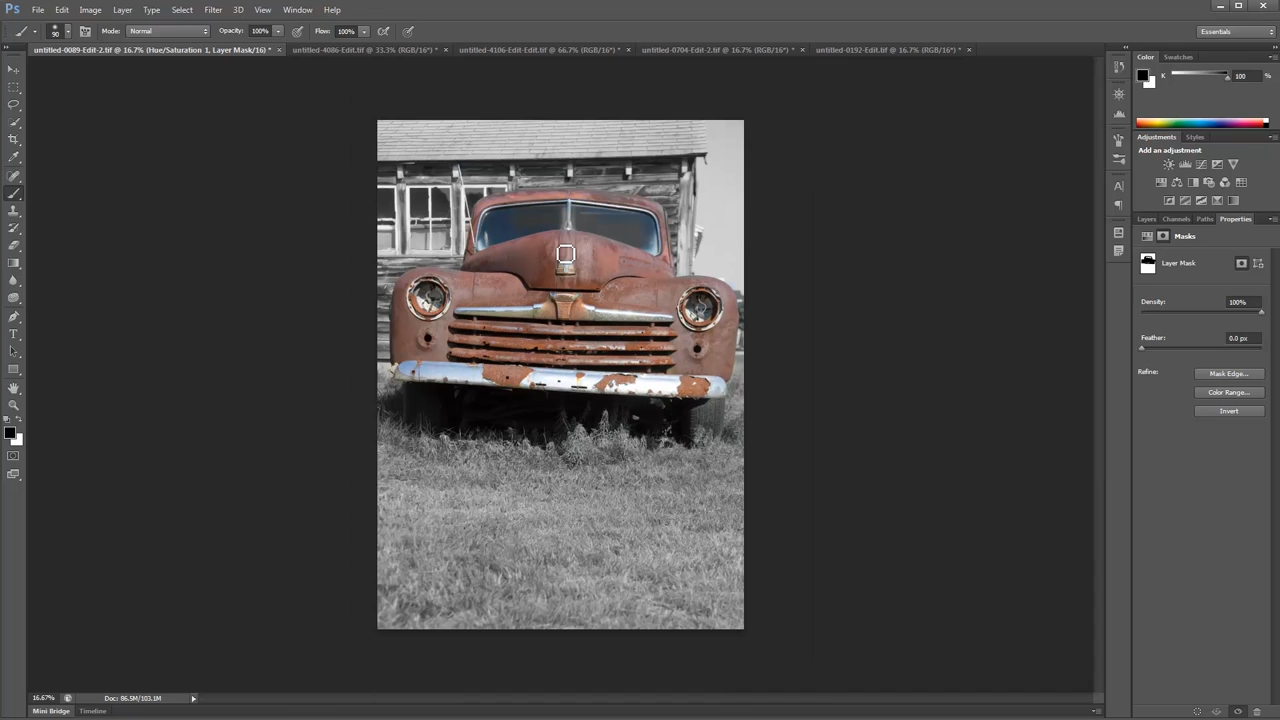 Ps File Edit Image Layer Type Select Filter 3D View Window Help
90 Mode: Normal Opacity: 100% Flow: 100% Essentials
untitled-0089-Edit-2.tif @ 16.7% (Hue/Saturation 1, Layer Mask/16) * × untitled-4086-Edit.tif @ 33.3% (RGB/16*) * × untitled-4106-Edit-Edit.tif @ 66.7% (RGB/16*) * × untitled-0704-Edit-2.tif @ 16.7% (RGB/16*) * × untitled-0192-Edit.tif @ 16.7% (RGB/16*) * ×
Color Swatches
K 100 %
Adjustments Styles
Add an adjustment
Layers Channels Paths Properties
Masks
Layer Mask
Density: 100%
Feather: 0.0 px
Refine: Mask Edge...
Color Range...
Invert
16.67% Doc: 86.5M/103.1M
Mini Bridge Timeline